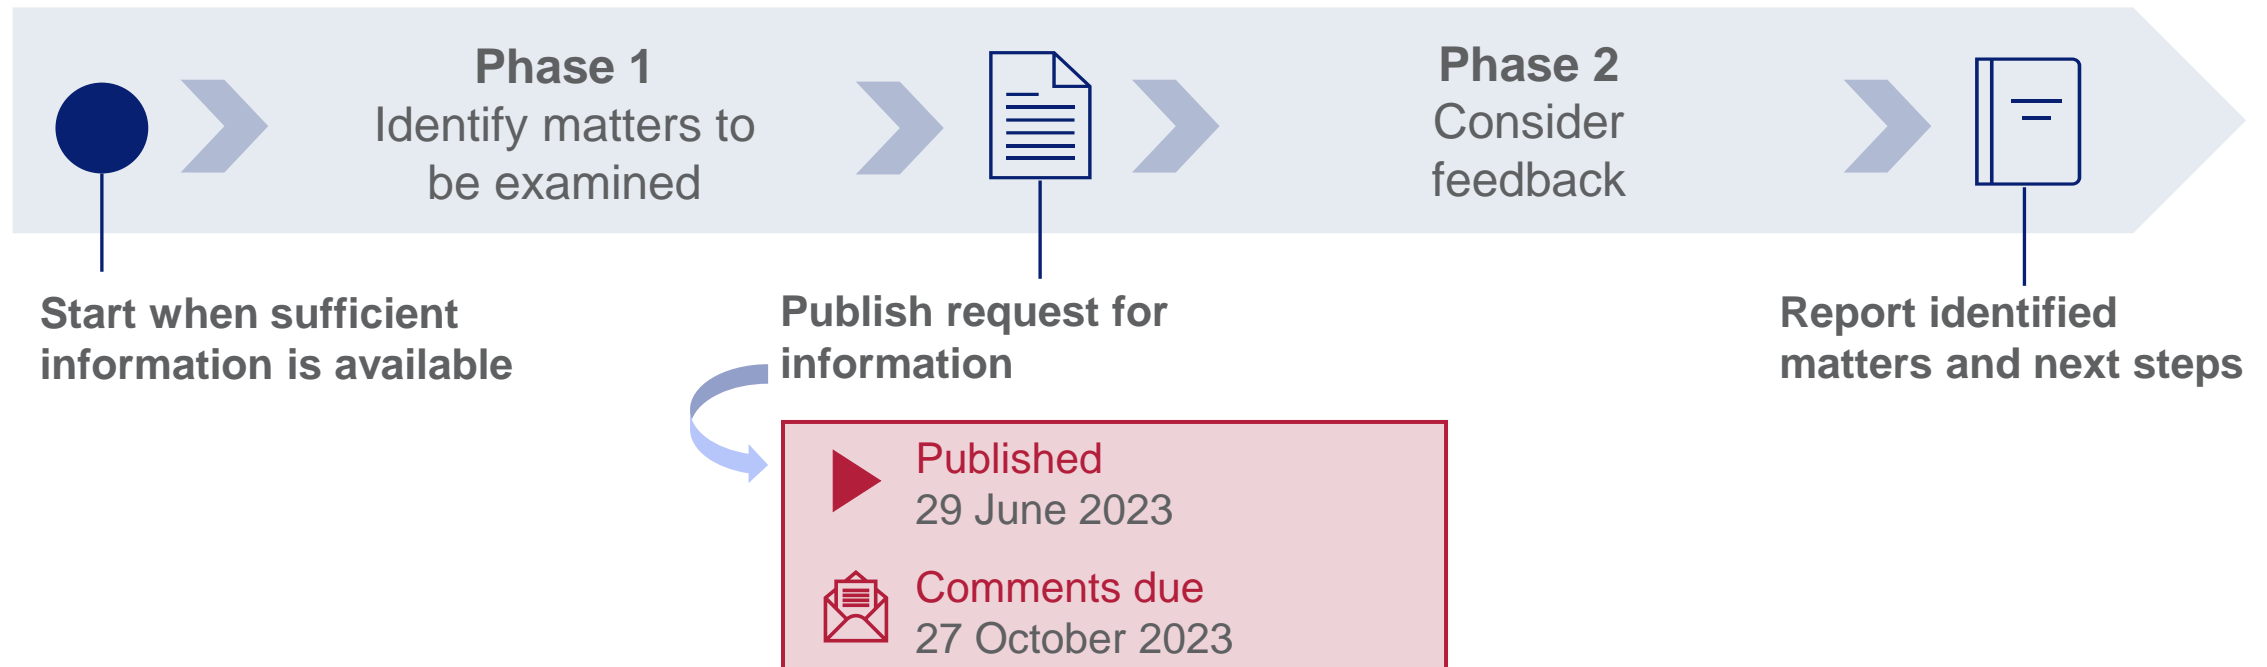 Phase 1
Identify matters to
be examined
Phase 2
Consider
feedback
Start when sufficient
information is available
Publish request for
information
Report identified
matters and next steps
Published
29 June 2023
Comments due
27 October 2023